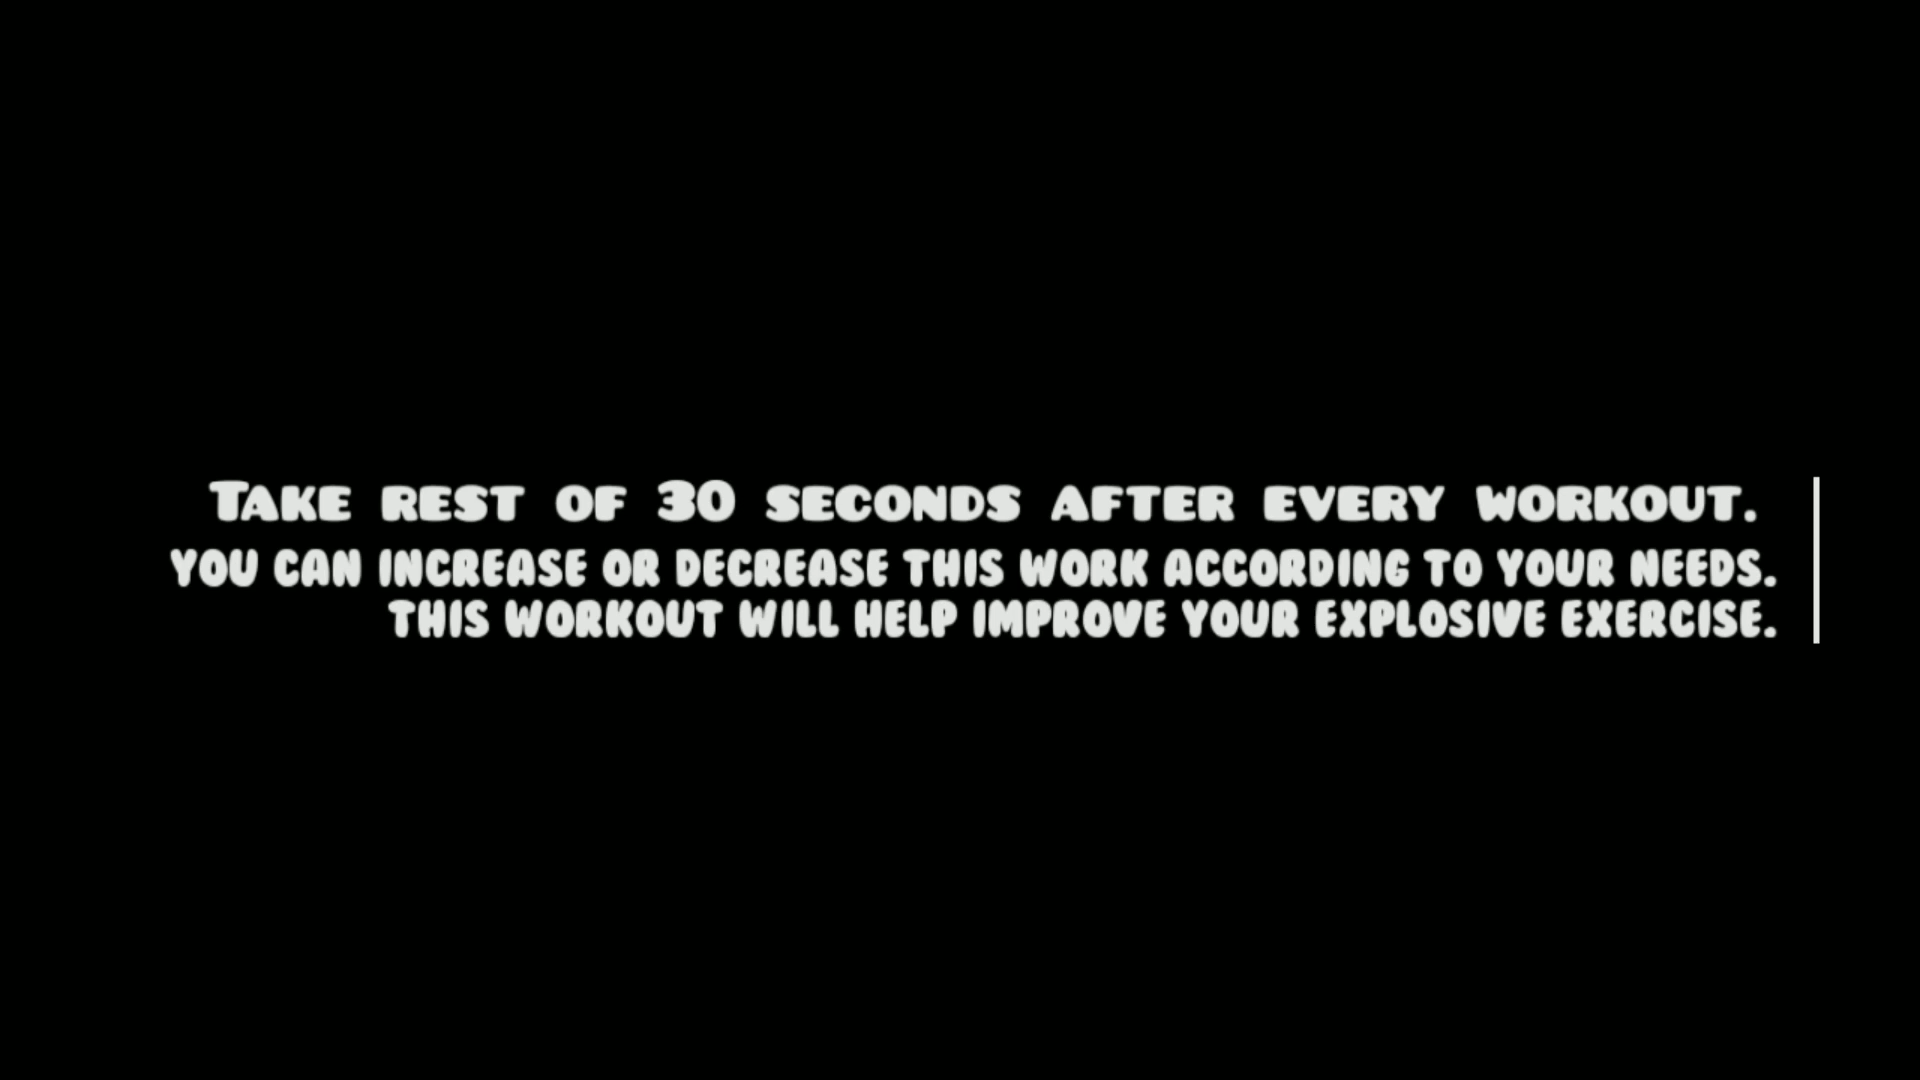 Take rest of 30 seconds after every workout.
YOU CAN INCREASE OR DECREASE THIS WORK ACCORDING TO YOUR NEEDS.
THIS WORKOUT WILL HELP IMPROVE YOUR EXPLOSIVE EXERCISE.